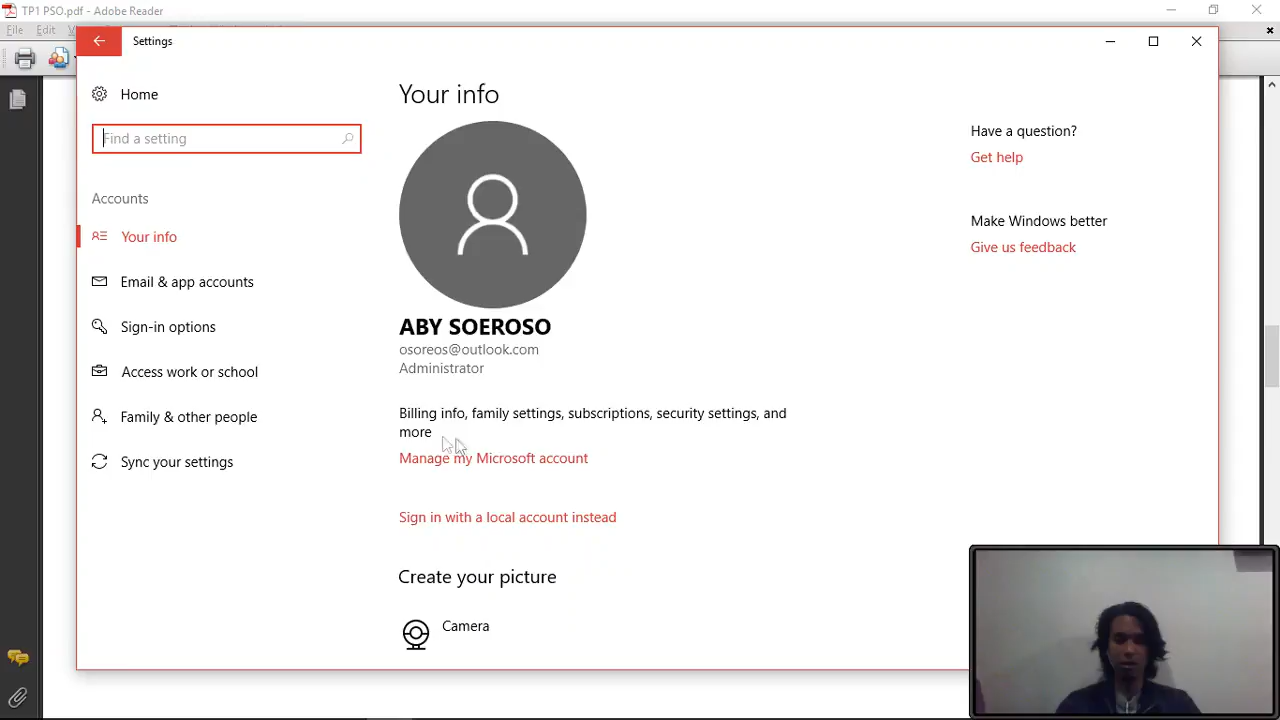 TP1 PSO.pdf - Adobe Reader
File Edit
Settings
Home
Find a setting
Accounts
Your info
Email & app accounts
Sign-in options
Access work or school
Family & other people
Sync your settings
Your info
ABY SOEROSO
osoreos@outlook.com
Administrator
Billing info, family settings, subscriptions, security settings, and
more
Manage my Microsoft account
Sign in with a local account instead
Create your picture
Camera
Have a question?
Get help
Make Windows better
Give us feedback